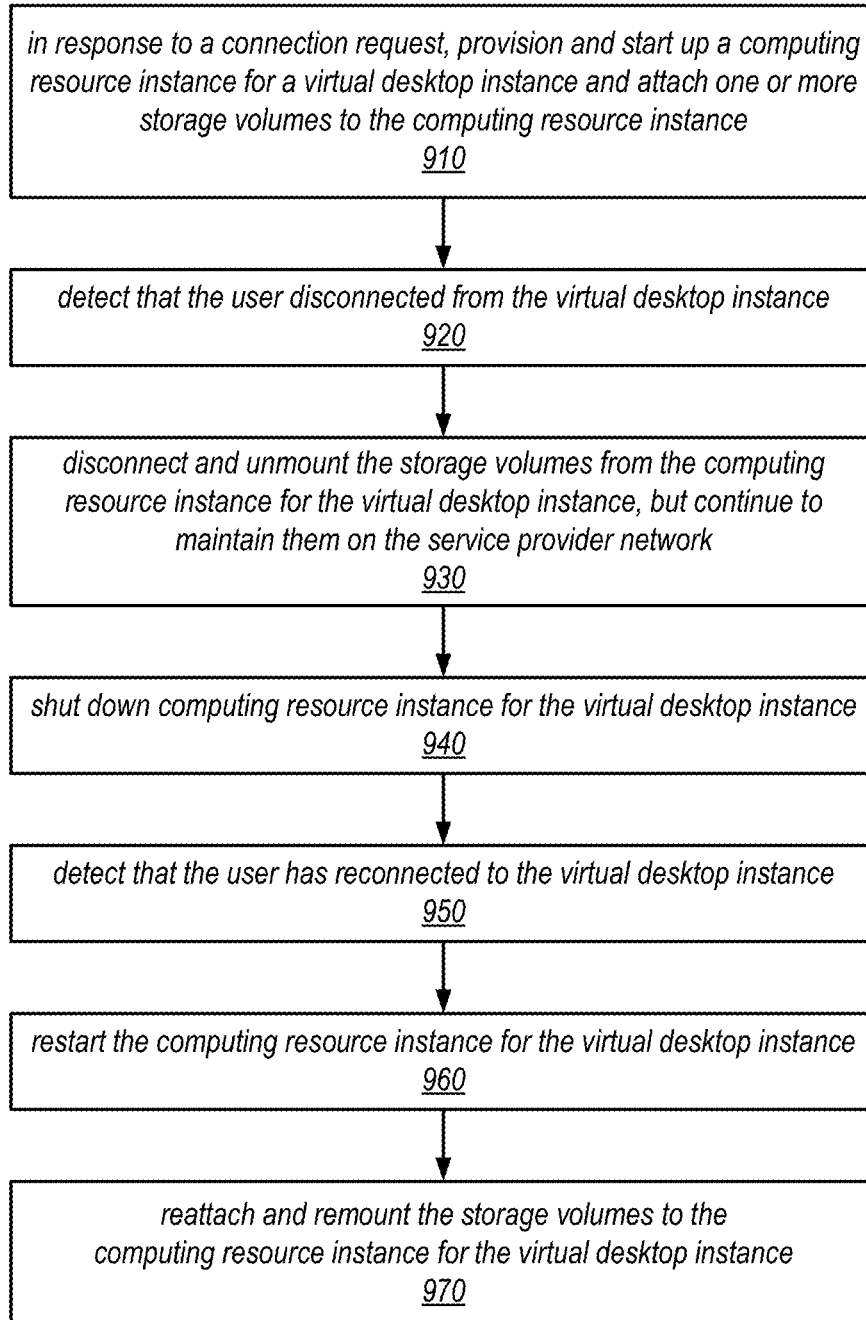 in response to a connection request, provision and start up a computing
resource instance for a virtual desktop instance and attach one or more
storage volumes to the computing resource instance
910
detect that the user disconnected from the virtual desktop instance
920
disconnect and unmount the storage volumes from the computing
resource instance for the virtual desktop instance, but continue to
maintain them on the service provider network
930
shut down computing resource instance for the virtual desktop instance
940
detect that the user has reconnected to the virtual desktop instance
950
restart the computing resource instance for the virtual desktop instance
960
reattach and remount the storage volumes to the
computing resource instance for the virtual desktop instance
970